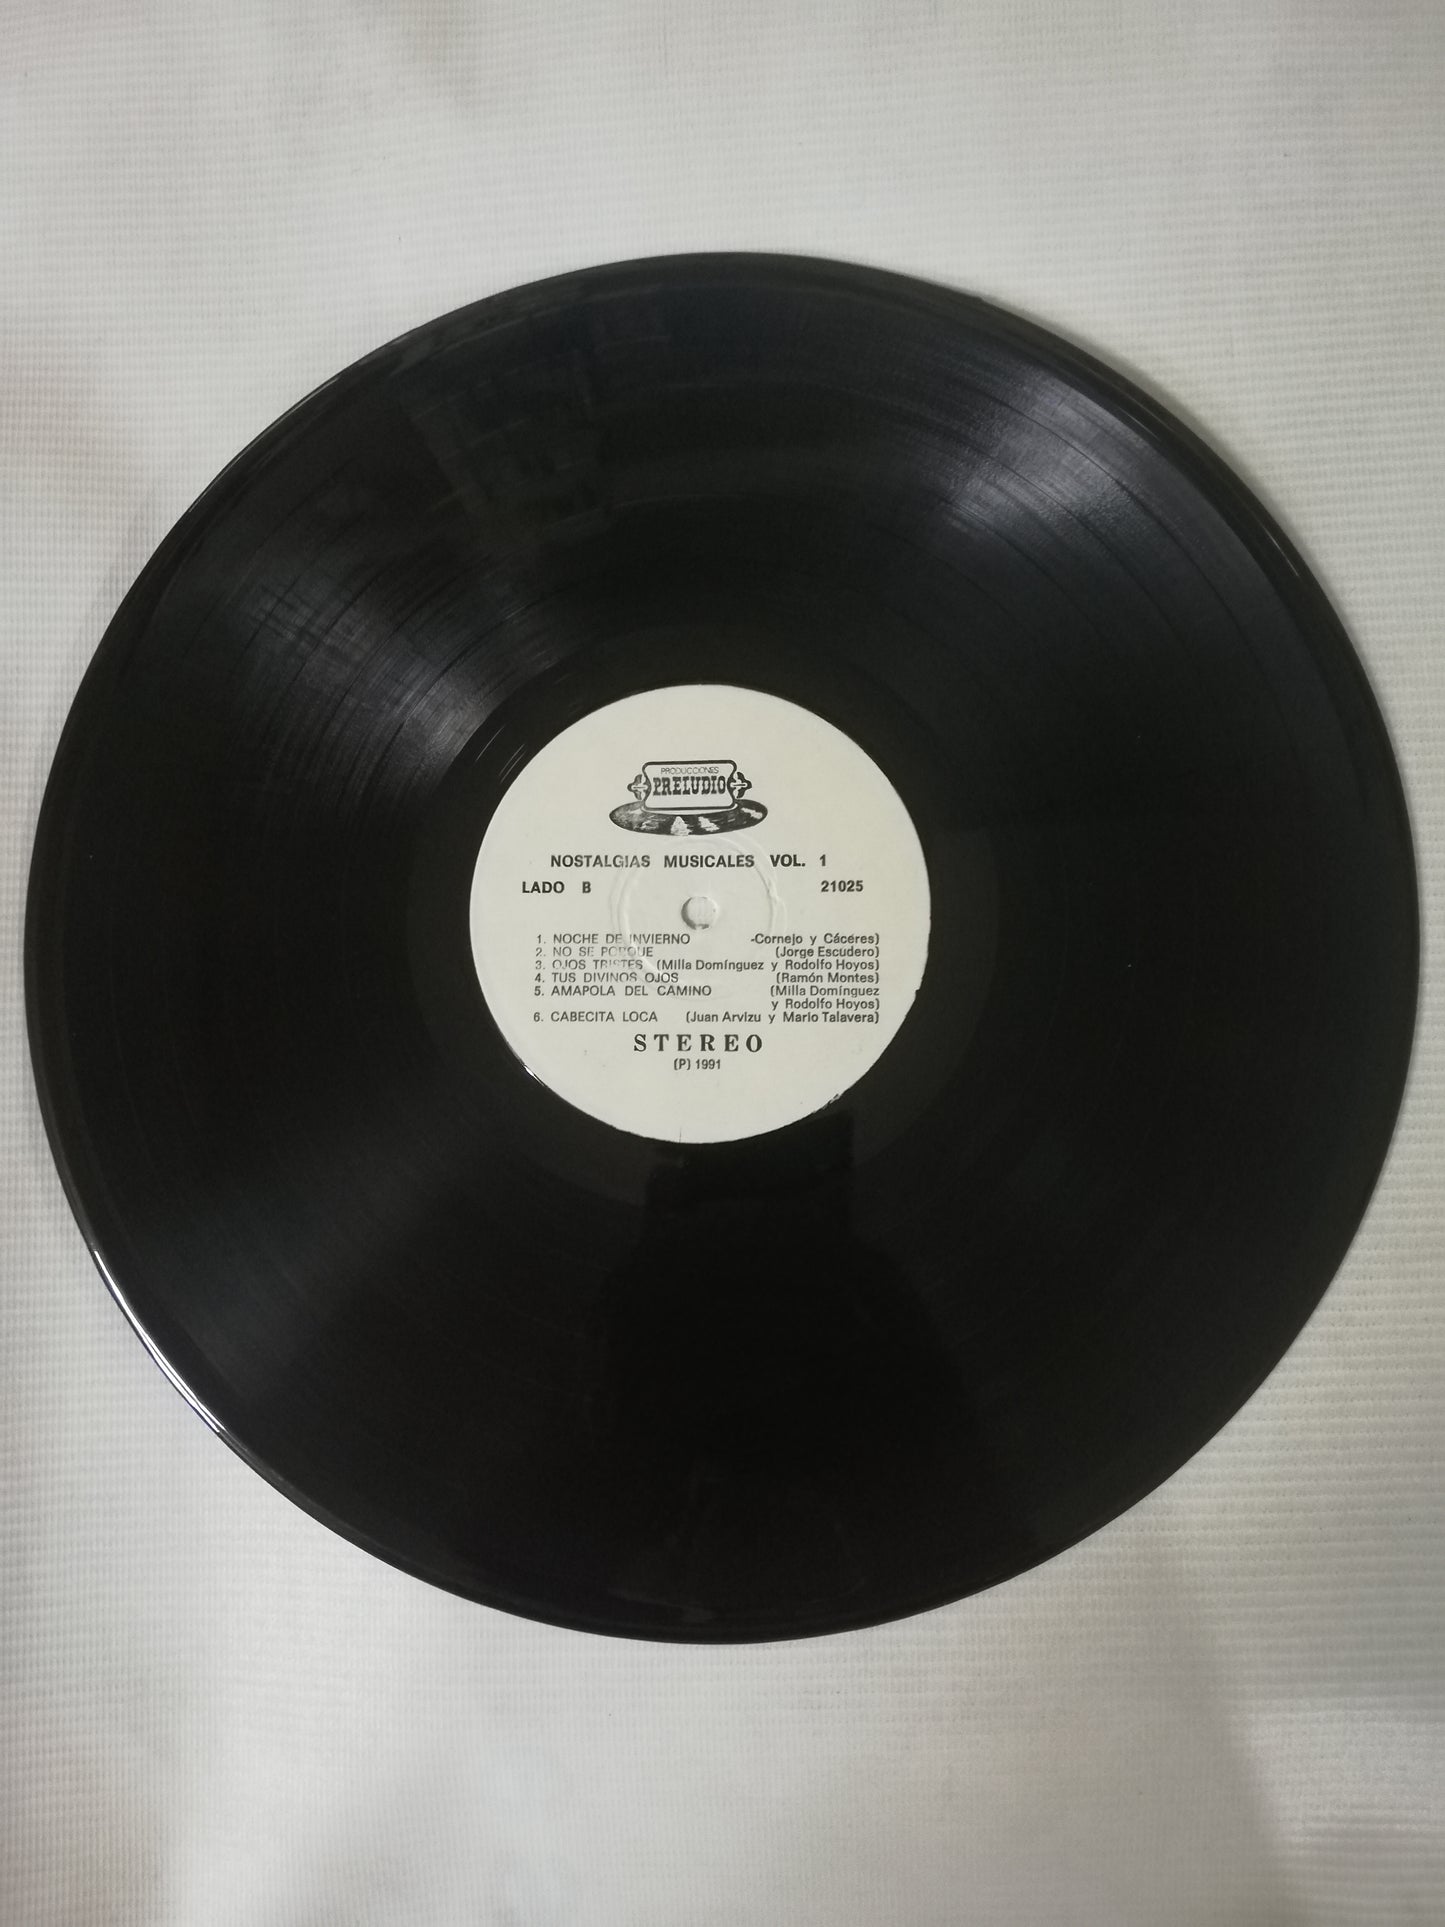 PRODUCCIONES
PRELUDIO
NOSTALGIAS MUSICALES VOL. 1
LADO B 21025
1. NOCHE DE INVIERNO -Cornejo y Cáceres)
2. NO SE PORQUE (Jorge Escudero)
3. OJOS TRISTES (Milla Domínguez y Rodolfo Hoyos)
4. TUS DIVINOS OJOS (Ramón Montes)
5. AMAPOLA DEL CAMINO (Milla Domínguez
y Rodolfo Hoyos)
6. CABECITA LOCA (Juan Arvizu y Mario Talavera)
STEREO
(P) 1991